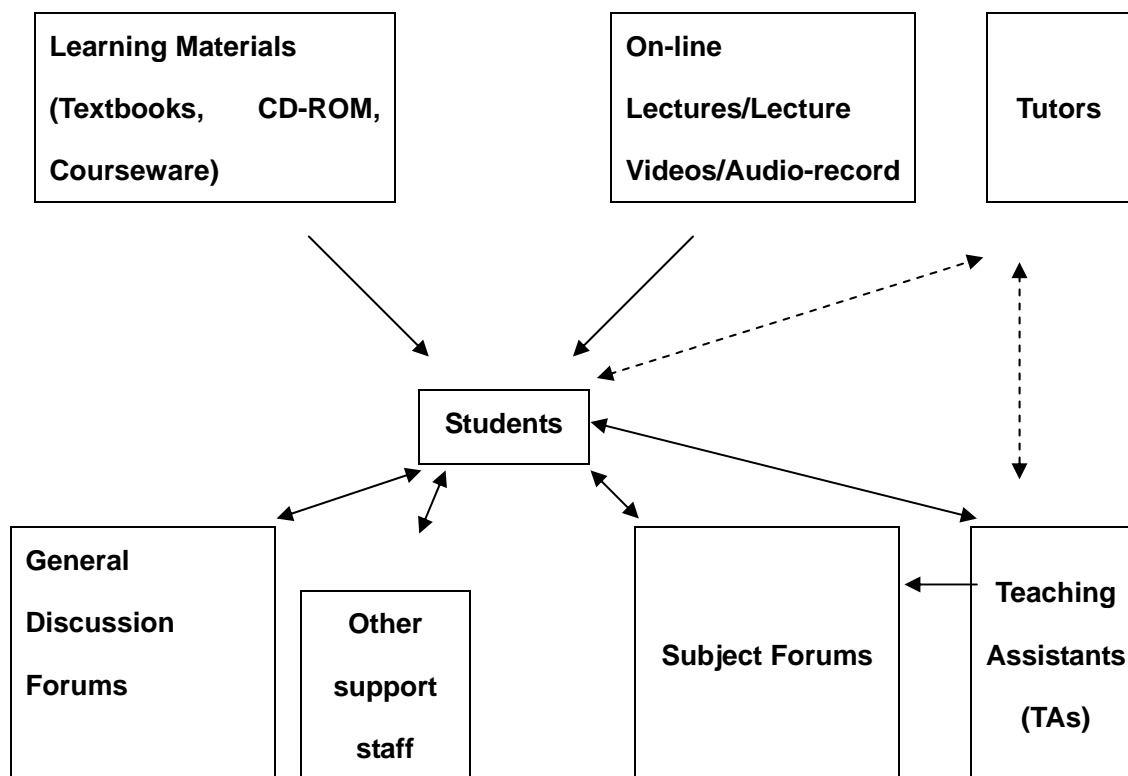 Learning Materials
(Textbooks, CD-ROM,
Courseware)
On-line
Lectures/Lecture
Videos/Audio-record
Tutors
Students
General
Discussion
Forums
Other
support
staff
Subject Forums
Teaching
Assistants
(TAs)